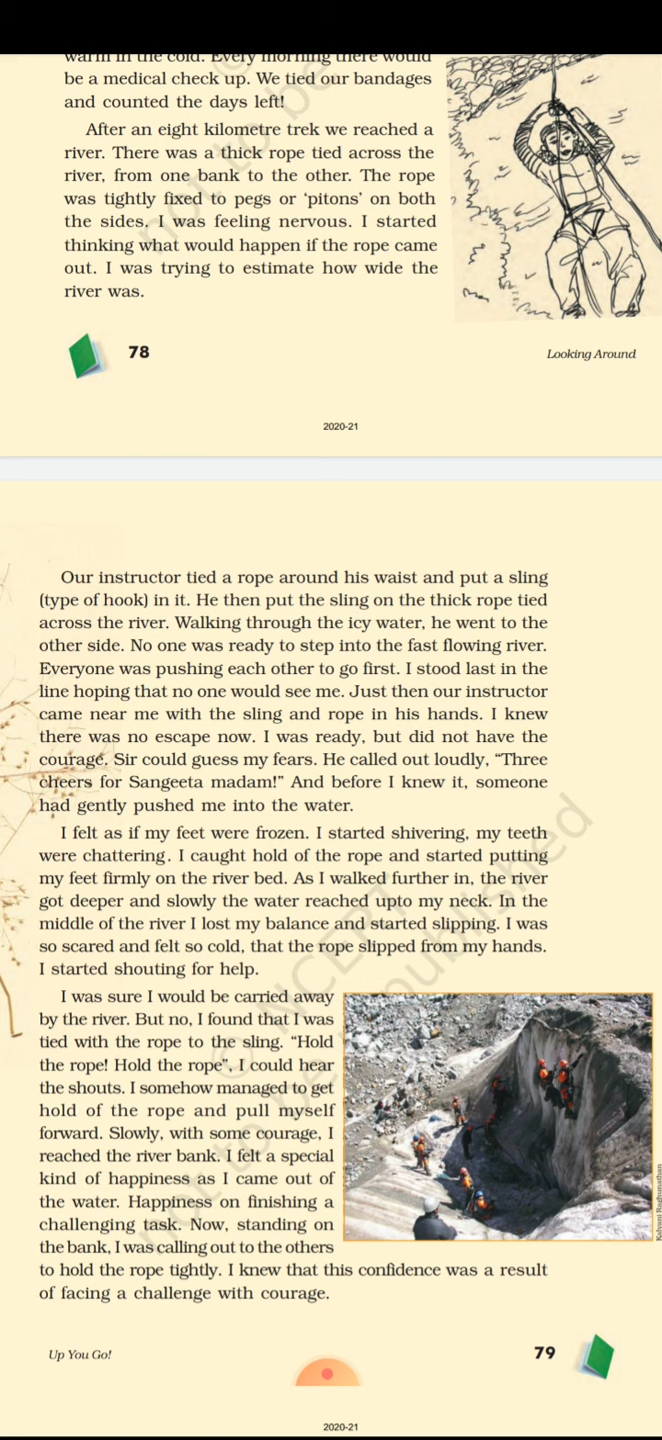 warm in the cold. Every morning there would
be a medical check up. We tied our bandages
and counted the days left!
After an eight kilometre trek we reached a
river. There was a thick rope tied across the
river, from one bank to the other. The rope
was tightly fixed to pegs or ‘pitons’ on both
the sides. I was feeling nervous. I started
thinking what would happen if the rope came
out. I was trying to estimate how wide the
river was.
78
Looking Around
2020-21
Our instructor tied a rope around his waist and put a sling
(type of hook) in it. He then put the sling on the thick rope tied
across the river. Walking through the icy water, he went to the
other side. No one was ready to step into the fast flowing river.
Everyone was pushing each other to go first. I stood last in the
line hoping that no one would see me. Just then our instructor
came near me with the sling and rope in his hands. I knew
there was no escape now. I was ready, but did not have the
courage. Sir could guess my fears. He called out loudly, “Three
cheers for Sangeeta madam!” And before I knew it, someone
had gently pushed me into the water.
I felt as if my feet were frozen. I started shivering, my teeth
were chattering. I caught hold of the rope and started putting
my feet firmly on the river bed. As I walked further in, the river
got deeper and slowly the water reached upto my neck. In the
middle of the river I lost my balance and started slipping. I was
so scared and felt so cold, that the rope slipped from my hands.
I started shouting for help.
I was sure I would be carried away
by the river. But no, I found that I was
tied with the rope to the sling. “Hold
the rope! Hold the rope”, I could hear
the shouts. I somehow managed to get
hold of the rope and pull myself
forward. Slowly, with some courage, I
reached the river bank. I felt a special
kind of happiness as I came out of
the water. Happiness on finishing a
challenging task. Now, standing on
the bank, I was calling out to the others
to hold the rope tightly. I knew that this confidence was a result
of facing a challenge with courage.
Kalyani Raghunathan
Up You Go!
79
2020-21
© NCERT
not to be published